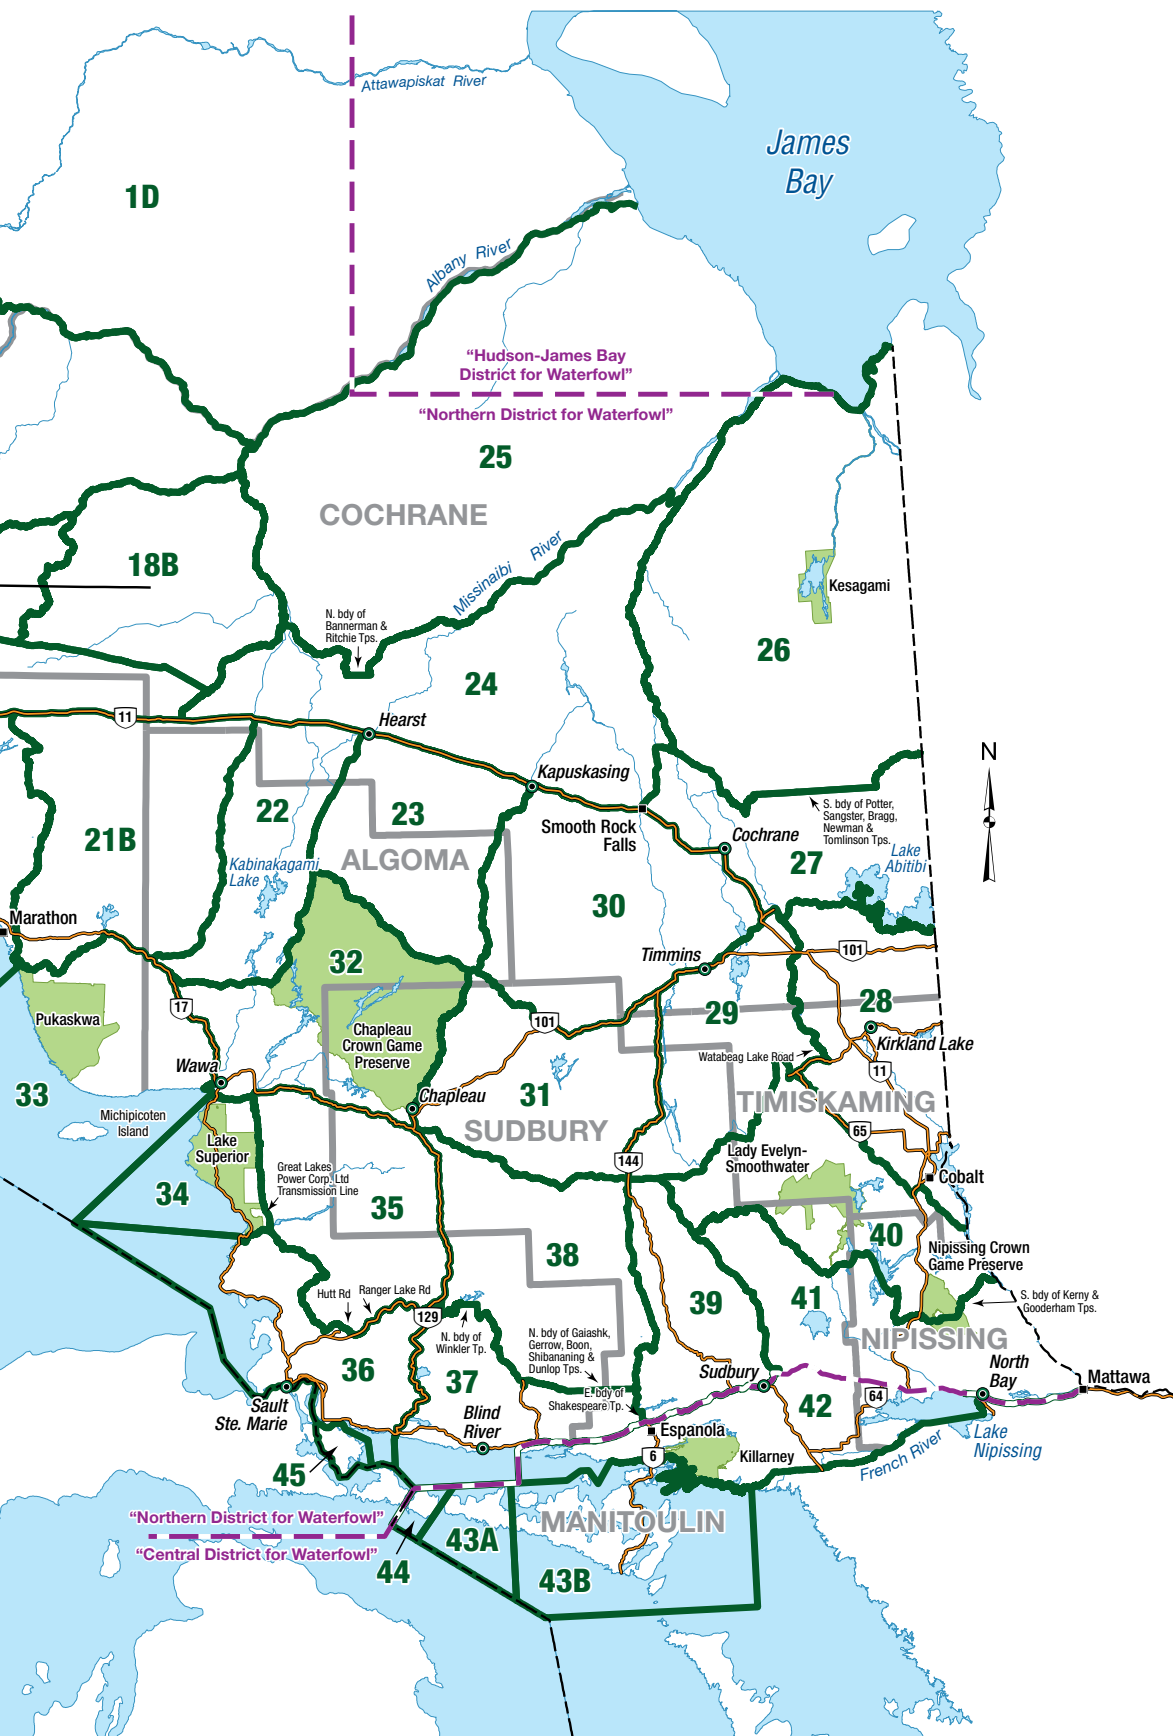 Attawapiskat River
James
Bay
1D
Albany River
“Hudson-James Bay
District for Waterfowl”
“Northern District for Waterfowl”
25
COCHRANE
Missinaibi River
18B
Kesagami
N. bdy of
Bannerman &
Ritchie Tps.
26
24
11
Hearst
N
Kapuskasing
22
23
Smooth Rock
Falls
S. bdy of Potter,
Sangster, Bragg,
Newman &
Tomlinson Tps.
Cochrane
21B
ALGOMA
27
Lake
Abitibi
Kabinakagami
Lake
30
Marathon
Timmins
101
32
17
28
29
Pukaskwa
101
Chapleau
Crown Game
Preserve
Kirkland Lake
Watabeag Lake Road
Wawa
11
33
Chapleau
31
TIMISKAMING
Michipicoten
Island
SUDBURY
65
Lake
Superior
Lady Evelyn-
Smoothwater
144
Great Lakes
Power Corp. Ltd
Transmission Line
Cobalt
34
35
40
38
Nipissing Crown
Game Preserve
Hutt Rd
Ranger Lake Rd
39
41
S. bdy of Kerny &
Gooderham Tps.
129
N. bdy of
Winkler Tp.
N. bdy of Gaiashk,
Gerrow, Boon,
Shibananing &
Dunlop Tps.
NIPISSING
36
37
Sudbury
North
Bay
Mattawa
E. bdy of
Shakespeare Tp.
64
Sault
Ste. Marie
Blind
River
42
Espanola
Lake
Nipissing
Killarney
French River
6
45
“Northern District for Waterfowl”
MANITOULIN
“Central District for Waterfowl”
43A
44
43B